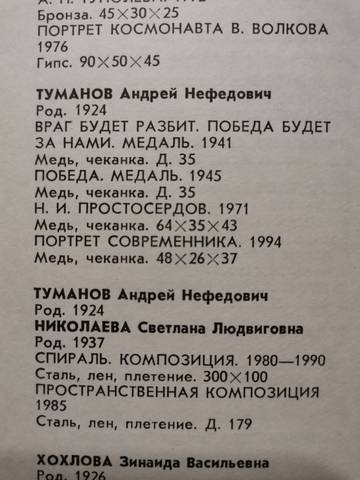 А. Н. ТУПОЛЕВА. 1972
Бронза. 45×30×25
ПОРТРЕТ КОСМОНАВТА В. ВОЛКОВА
1976
Гипс. 90×50×45
ТУМАНОВ Андрей Нефедович
Род. 1924
ВРАГ БУДЕТ РАЗБИТ. ПОБЕДА БУДЕТ
ЗА НАМИ. МЕДАЛЬ. 1941
Медь, чеканка. Д. 35
ПОБЕДА. МЕДАЛЬ. 1945
Медь, чеканка. Д. 35
Н. И. ПРОСТОСЕРДОВ. 1971
Медь, чеканка. 64×35×43
ПОРТРЕТ СОВРЕМЕННИКА. 1994
Медь, чеканка. 48×26×37
ТУМАНОВ Андрей Нефедович
Род. 1924
НИКОЛАЕВА Светлана Людвиговна
Род. 1937
СПИРАЛЬ. КОМПОЗИЦИЯ. 1980—1990
Сталь, лен, плетение. 300×100
ПРОСТРАНСТВЕННАЯ КОМПОЗИЦИЯ
1985
Сталь, лен, плетение. Д. 179
ХОХЛОВА Зинаида Васильевна
Род. 1926